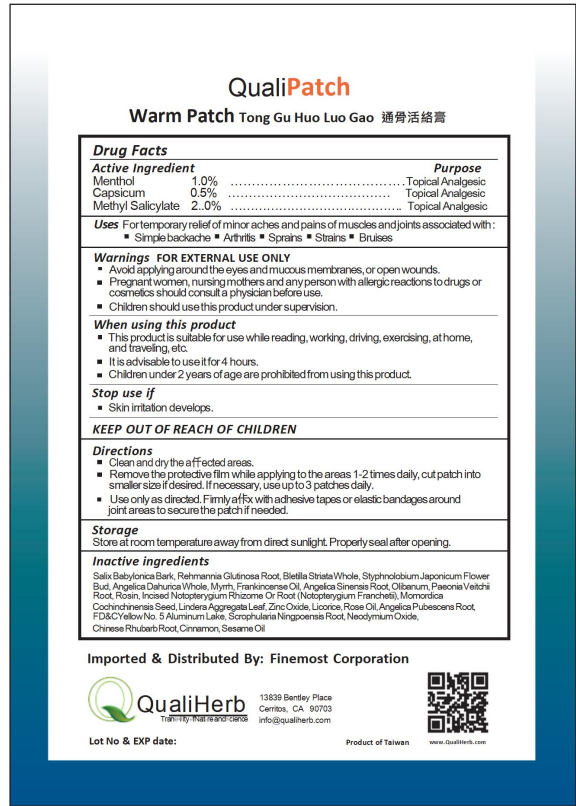 QualiPatch
Warm Patch Tong Gu Huo Luo Gao 通骨活絡膏
Drug Facts
Active Ingredient Purpose
Menthol 1.0% ........................................ Topical Analgesic
Capsicum 0.5% ..................................... Topical Analgesic
Methyl Salicylate 2..0% ....................................... Topical Analgesic
Uses For temporary relief of minor aches and pains of muscles and joints associated with :
▪ Simple backache ▪ Arthritis ▪ Sprains ▪ Strains ▪ Bruises
Warnings FOR EXTERNAL USE ONLY
▪ Avoid applying around the eyes and mucous membranes, or open wounds.
▪ Pregnant women, nursing mothers and any person with allergic reactions to drugs or
cosmetics should consult a physician before use.
▪ Children should use this product under supervision.
When using this product
▪ This product is suitable for use while reading, working, driving, exercising, at home,
and traveling, etc.
▪ It is advisable to use it for 4 hours.
▪ Children under 2 years of age are prohibited from using this product.
Stop use if
▪ Skin irritation develops.
KEEP OUT OF REACH OF CHILDREN
Directions
▪ Clean and dry the affected areas.
▪ Remove the protective film while applying to the areas 1-2 times daily, cut patch into
smaller size if desired. If necessary, use up to 3 patches daily.
▪ Use only as directed. Firmly affix with adhesive tapes or elastic bandages around
joint areas to secure the patch if needed.
Storage
Store at room temperature away from direct sunlight. Properly seal after opening.
Inactive ingredients
Salix Babylonica Bark, Rehmannia Glutinosa Root, Bletilla Striata Whole, Styphnolobium Japonicum Flower
Bud, Angelica Dahurica Whole, Myrrh, Frankincense Oil, Angelica Sinensis Root, Olibanum, Paeonia Veitchii
Root, Rosin, Incised Notopterygium Rhizome Or Root (Notopterygium Franchetii), Momordica
Cochinchinensis Seed, Lindera Aggregata Leaf, Zinc Oxide, Licorice, Rose Oil, Angelica Pubescens Root,
FD&C Yellow No. 5 Aluminum Lake, Scrophularia Ningpoensis Root, Neodymium Oxide,
Chinese Rhubarb Root, Cinnamon, Sesame Oil
Imported & Distributed By: Finemost Corporation
QualiHerb
13839 Bentley Place
Cerritos, CA 90703
info@qualiherb.com
Lot No & EXP date:
Product of Taiwan
www.QualiHerb.com